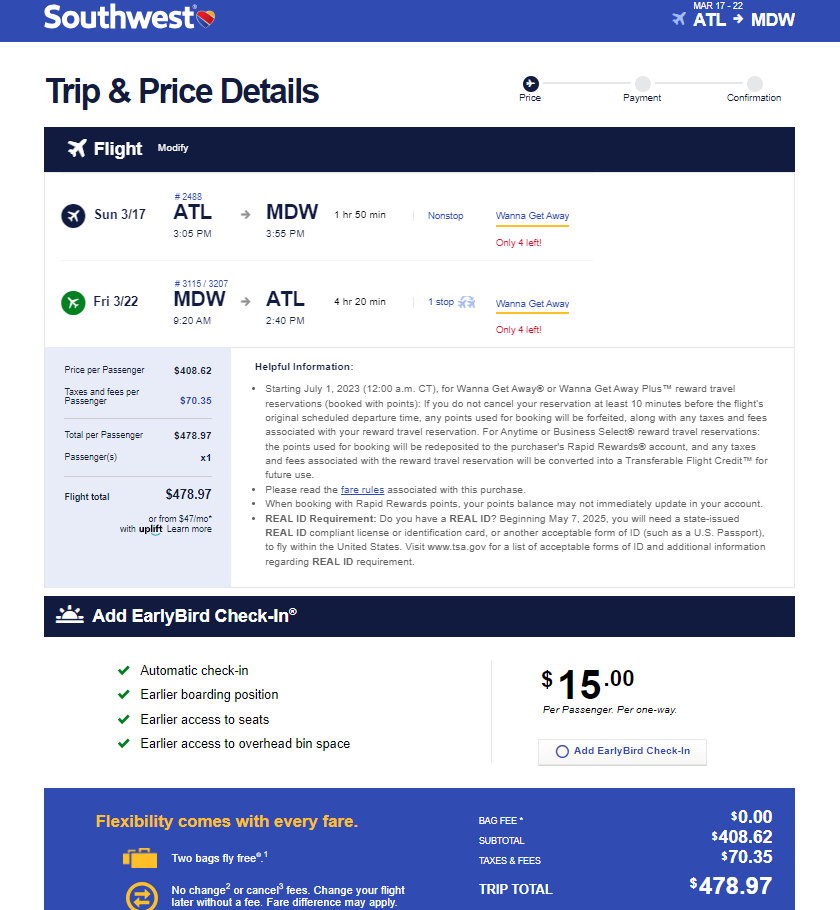 Southwest®
MAR 17 - 22
ATL → MDW
Trip & Price Details
Price
Payment
Confirmation
Flight Modify
# 2488
Sun 3/17 ATL → MDW 1 hr 50 min Nonstop Wanna Get Away
3:05 PM 3:55 PM
Only 4 left!
# 3115 / 3207
Fri 3/22 MDW → ATL 4 hr 20 min 1 stop Wanna Get Away
9:20 AM 2:40 PM
Only 4 left!
Price per Passenger $408.62
Taxes and fees per
Passenger $70.35
Total per Passenger $478.97
Passenger(s) x1
Flight total $478.97
or from $47/mo*
with uplift Learn more
Helpful Information:
• Starting July 1, 2023 (12:00 a.m. CT), for Wanna Get Away® or Wanna Get Away Plus™ reward travel
reservations (booked with points): If you do not cancel your reservation at least 10 minutes before the flight's
original scheduled departure time, any points used for booking will be forfeited, along with any taxes and fees
associated with your reward travel reservation. For Anytime or Business Select® reward travel reservations:
the points used for booking will be redeposited to the purchaser's Rapid Rewards® account, and any taxes
and fees associated with the reward travel reservation will be converted into a Transferable Flight Credit™ for
future use.
• Please read the fare rules associated with this purchase.
• When booking with Rapid Rewards points, your points balance may not immediately update in your account.
• REAL ID Requirement: Do you have a REAL ID? Beginning May 7, 2025, you will need a state-issued
REAL ID compliant license or identification card, or another acceptable form of ID (such as a U.S. Passport),
to fly within the United States. Visit www.tsa.gov for a list of acceptable forms of ID and additional information
regarding REAL ID requirement.
Add EarlyBird Check-In®
Automatic check-in
Earlier boarding position
Earlier access to seats
Earlier access to overhead bin space
$15.00
Per Passenger. Per one-way.
Add EarlyBird Check-In
Flexibility comes with every fare.
Two bags fly free®.1
No change2 or cancel3 fees. Change your flight
later without a fee. Fare difference may apply.
BAG FEE * $0.00
SUBTOTAL $408.62
TAXES & FEES $70.35
TRIP TOTAL $478.97